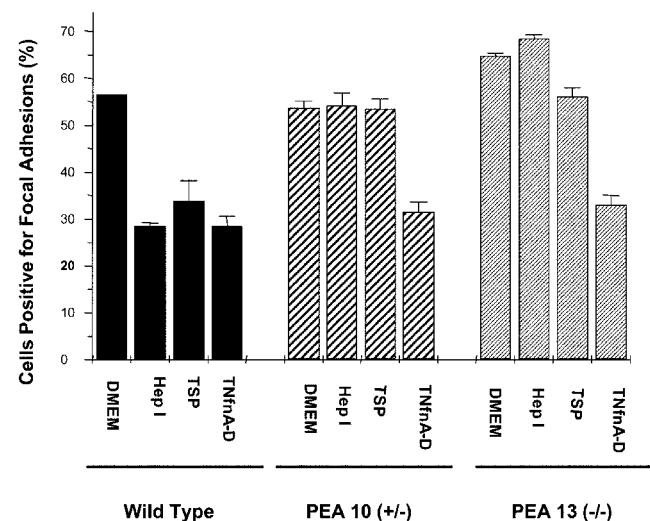 Cells Positive for Focal Adhesions (%)
70
60
50
40
30
20
10
0
DMEM
Hep I
TSP
TNfnA-D
DMEM
Hep I
TSP
TNfnA-D
DMEM
Hep I
TSP
TNfnA-D
Wild Type
PEA 10 (+/-)
PEA 13 (-/-)